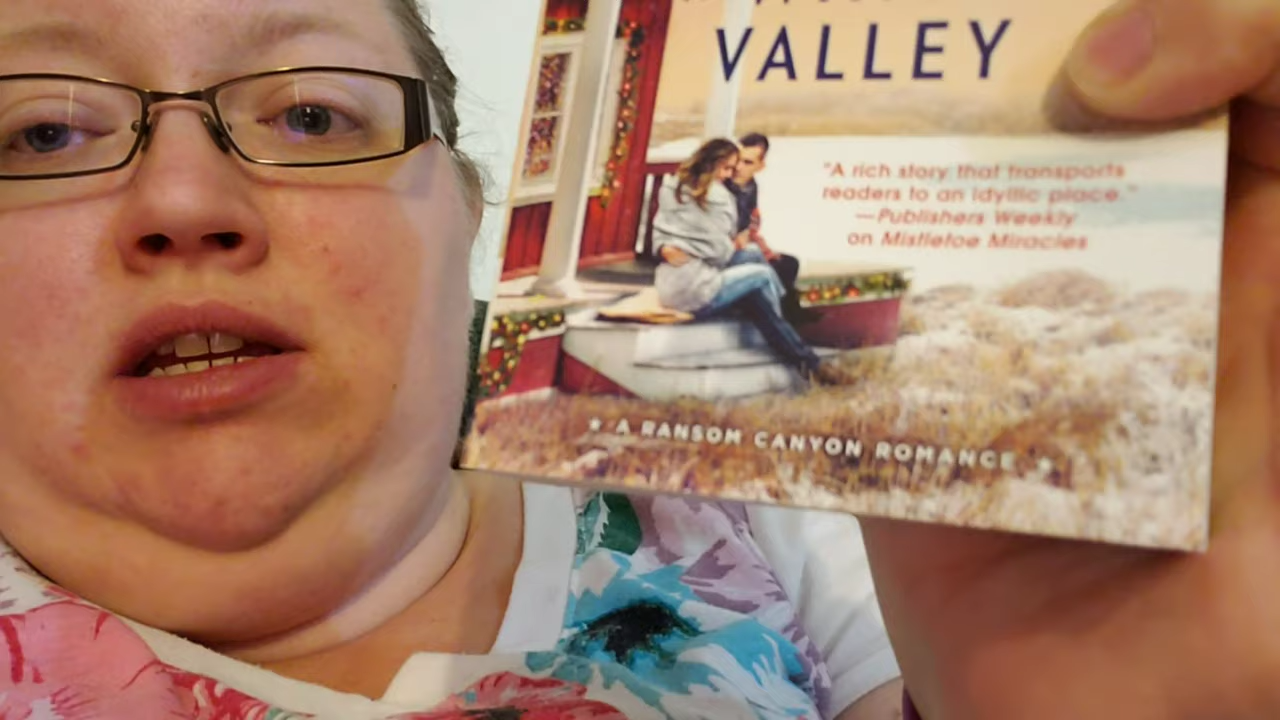 VALLEY
"A rich story that transports
readers to an idyllic place."
—Publishers Weekly
on Mistletoe Miracles
★ A RANSOM CANYON ROMANCE ★